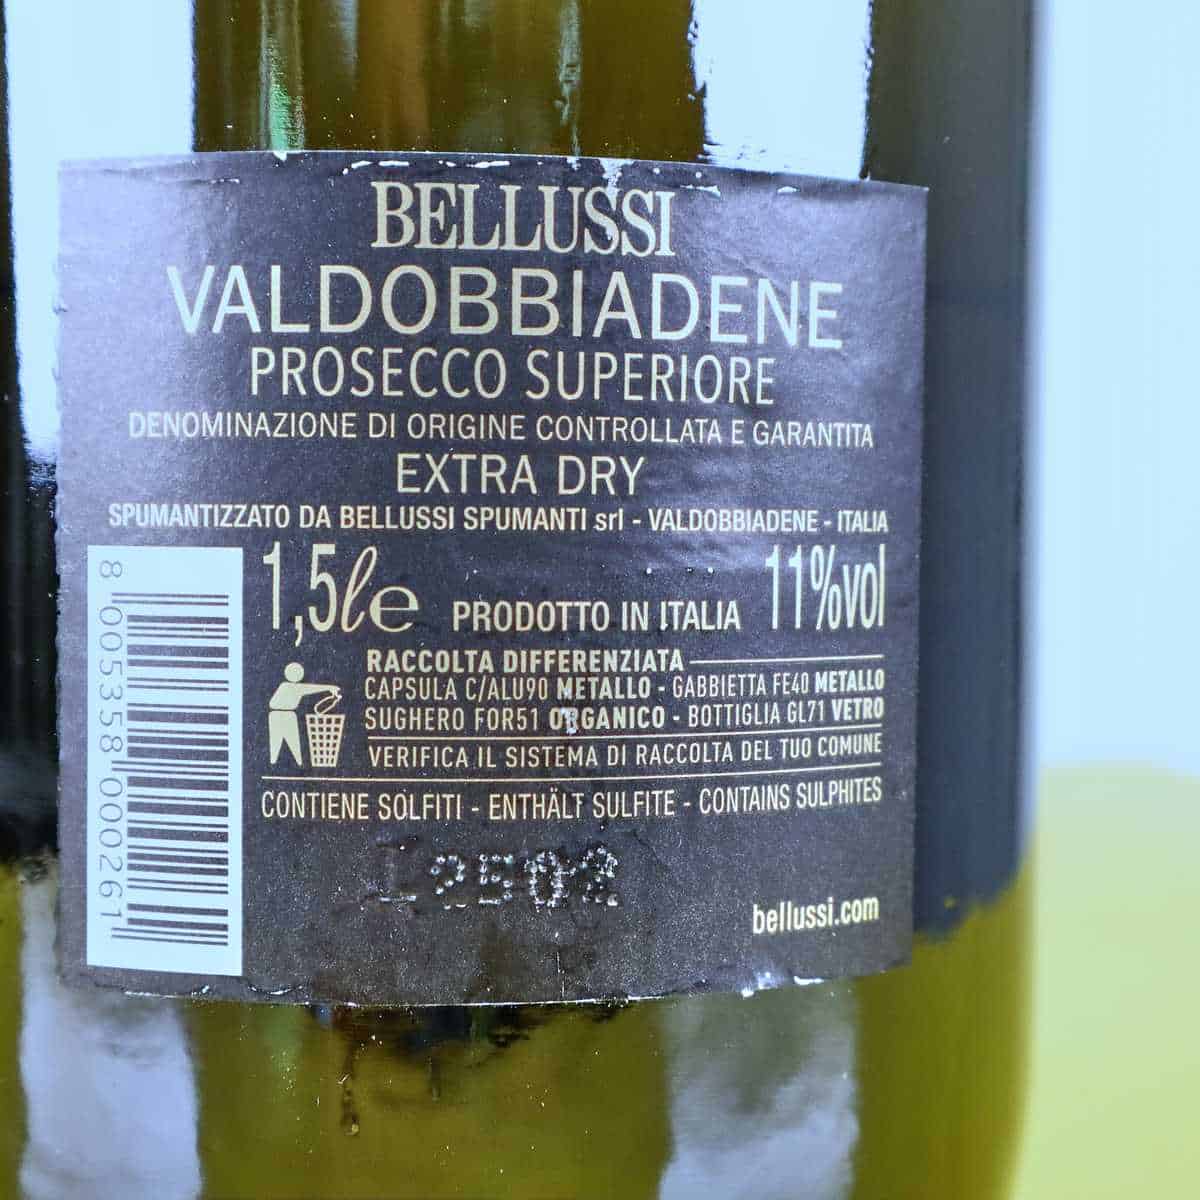 BELLUSSI
VALDOBBIADENE
PROSECCO SUPERIORE
DENOMINAZIONE DI ORIGINE CONTROLLATA E GARANTITA
EXTRA DRY
SPUMANTIZZATO DA BELLUSSI SPUMANTI srl - VALDOBBIADENE - ITALIA
1,5le PRODOTTO IN ITALIA 11%vol
RACCOLTA DIFFERENZIATA
CAPSULA C/ALU90 METALLO - GABBIETTA FE40 METALLO
SUGHERO FOR51 ORGANICO - BOTTIGLIA GL71 VETRO
VERIFICA IL SISTEMA DI RACCOLTA DEL TUO COMUNE
CONTIENE SOLFITI - ENTHÄLT SULFITE - CONTAINS SULPHITES
bellussi.com
8 005358 000261